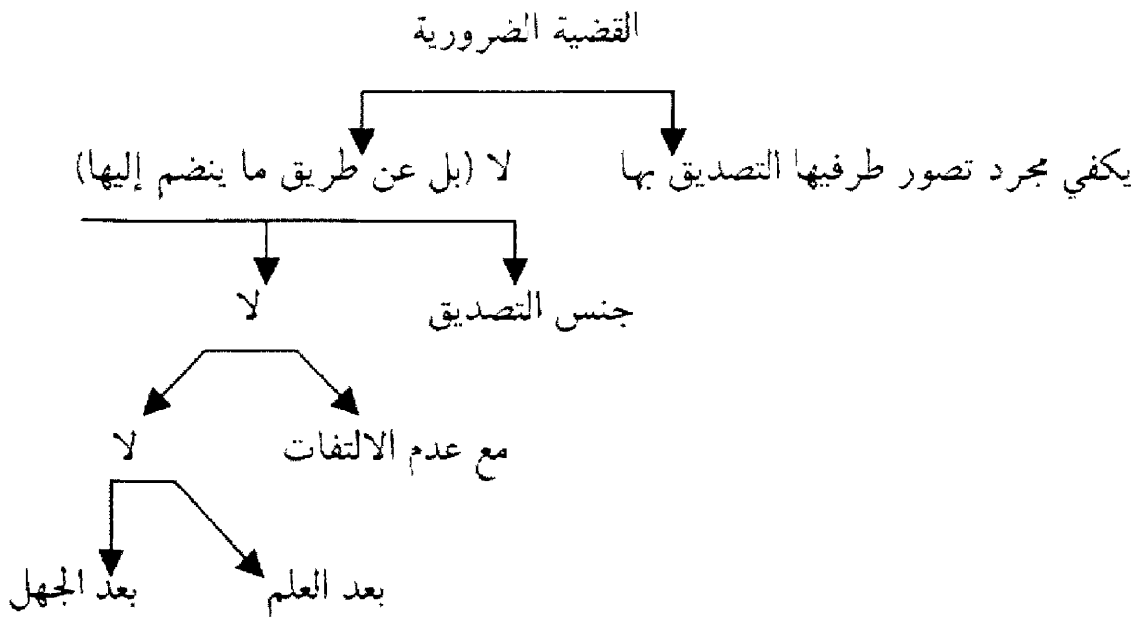 القضية الضرورية
يكفي مجرد تصور طرفيها التصديق بها لا (بل عن طريق ما ينضم إليها)
جنس التصديق لا
مع عدم الالتفات لا
بعد العلم بعد الجهل